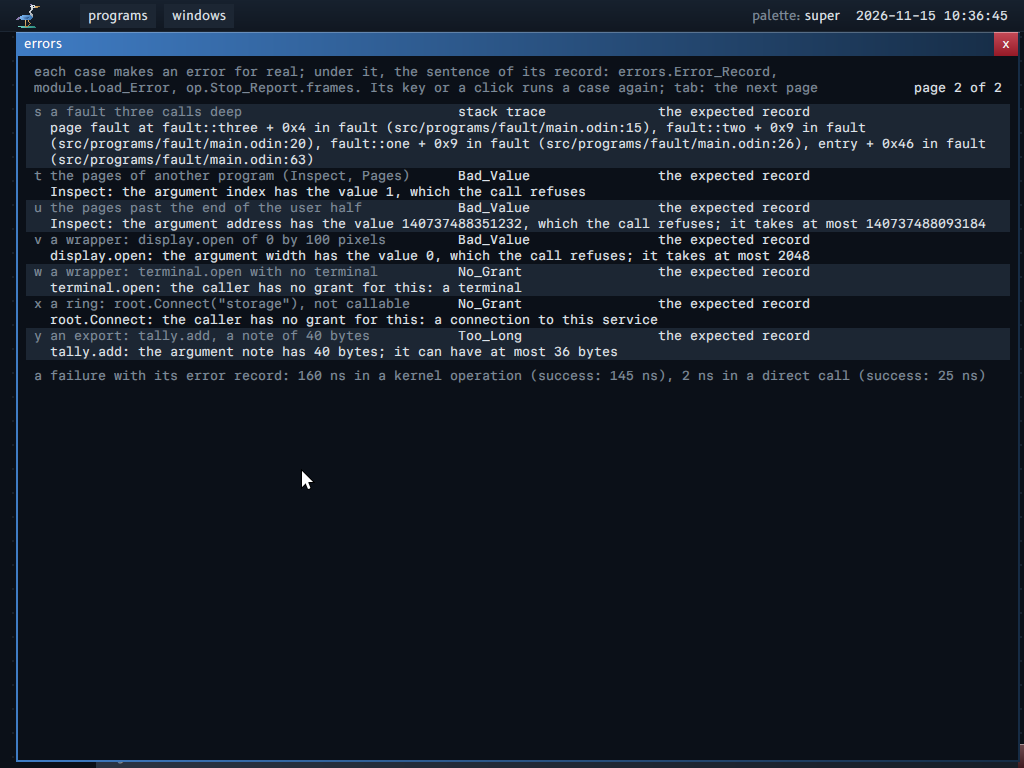 programs windows palette: super 2026-11-15 10:36:45
errors x
each case makes an error for real; under it, the sentence of its record: errors.Error_Record,
module.Load_Error, op.Stop_Report.frames. Its key or a click runs a case again; tab: the next page page 2 of 2
s a fault three calls deep stack trace the expected record
page fault at fault::three + 0x4 in fault (src/programs/fault/main.odin:15), fault::two + 0x9 in fault
(src/programs/fault/main.odin:20), fault::one + 0x9 in fault (src/programs/fault/main.odin:26), entry + 0x46 in fault
(src/programs/fault/main.odin:63)
t the pages of another program (Inspect, Pages) Bad_Value the expected record
Inspect: the argument index has the value 1, which the call refuses
u the pages past the end of the user half Bad_Value the expected record
Inspect: the argument address has the value 140737488351232, which the call refuses; it takes at most 140737488093184
v a wrapper: display.open of 0 by 100 pixels Bad_Value the expected record
display.open: the argument width has the value 0, which the call refuses; it takes at most 2048
w a wrapper: terminal.open with no terminal No_Grant the expected record
terminal.open: the caller has no grant for this: a terminal
x a ring: root.Connect("storage"), not callable No_Grant the expected record
root.Connect: the caller has no grant for this: a connection to this service
y an export: tally.add, a note of 40 bytes Too_Long the expected record
tally.add: the argument note has 40 bytes; it can have at most 36 bytes
a failure with its error record: 160 ns in a kernel operation (success: 145 ns), 2 ns in a direct call (success: 25 ns)